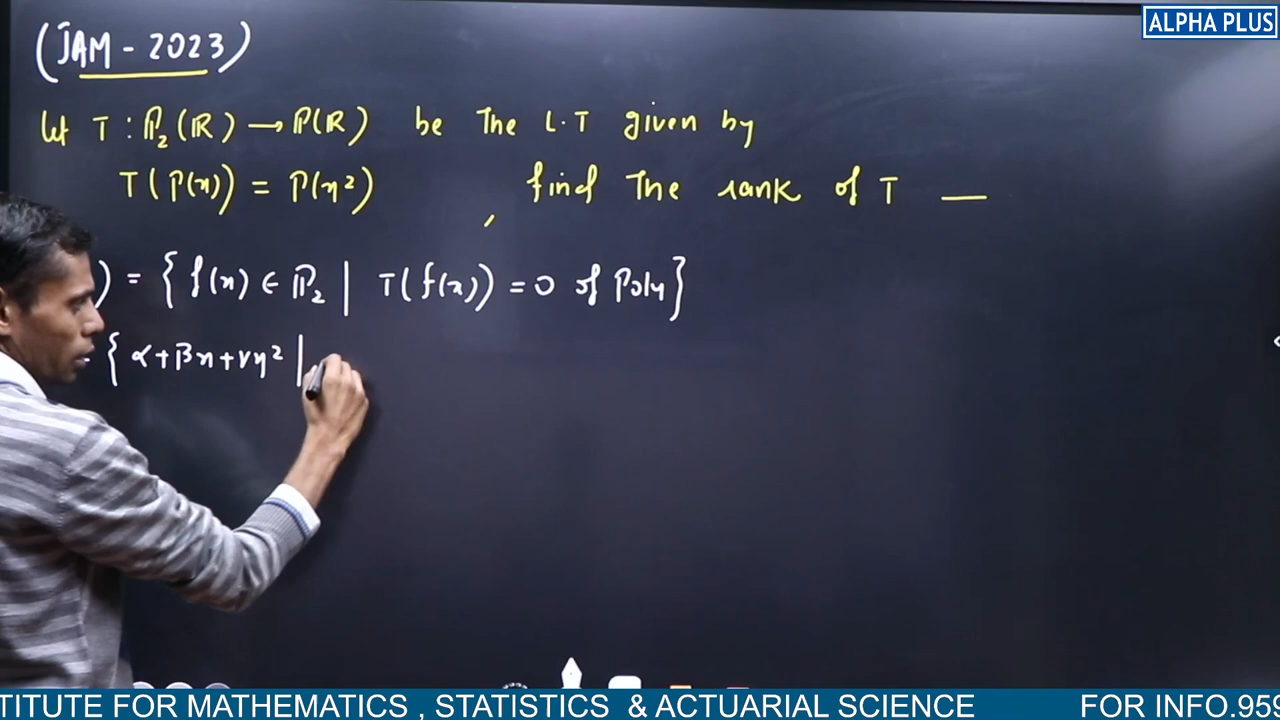 ALPHA PLUS
(JAM - 2023)
let T : P₂(R) → P(R) be the L.T given by
T(P(x)) = P(x²) , find the rank of T __
) = { f(x) ∈ P₂ | T(f(x)) = 0 of Poly}
= { α+βx+γx² |
TITUTE FOR MATHEMATICS , STATISTICS & ACTUARIAL SCIENCE FOR INFO.959